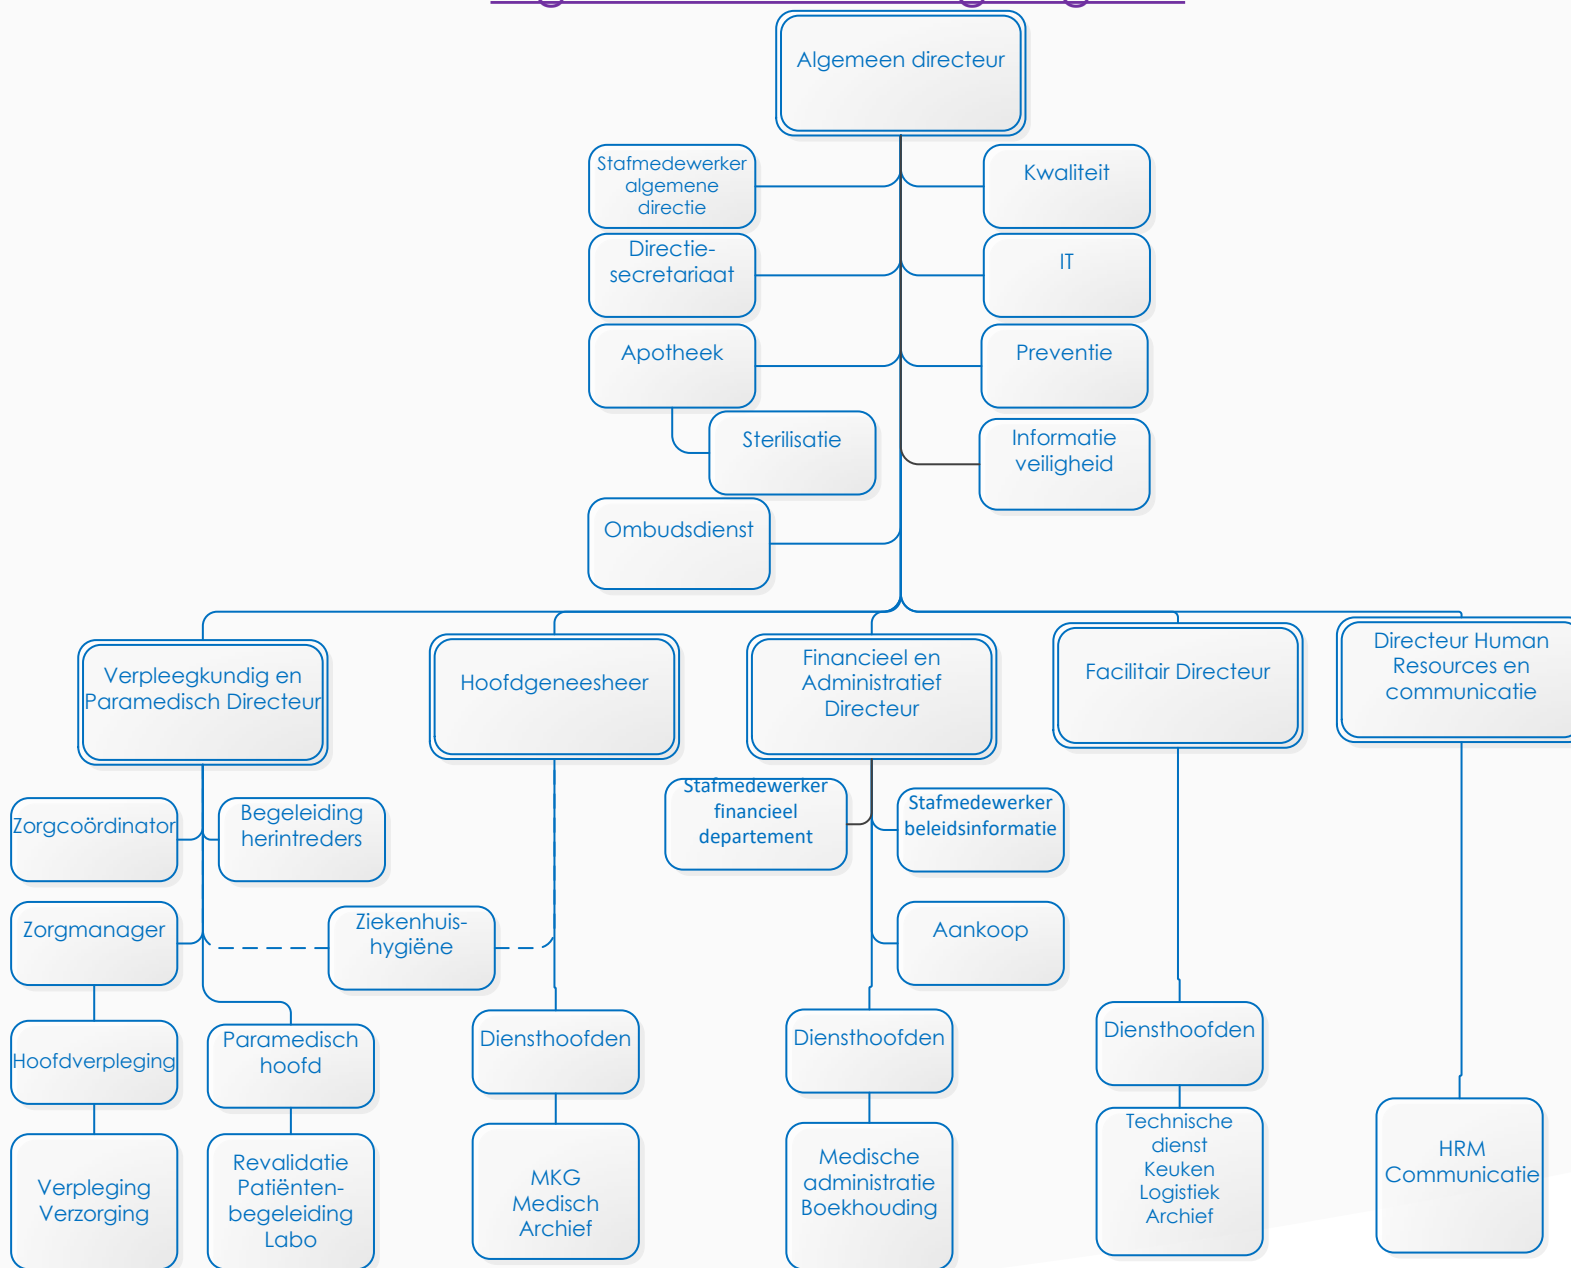 Algemeen directeur
Stafmedewerker
algemene
directie
Kwaliteit
Directie-
secretariaat
IT
Apotheek
Preventie
Sterilisatie
Informatie
veiligheid
Ombudsdienst
Verpleegkundig en
Paramedisch Directeur
Hoofdgeneesheer
Financieel en
Administratief
Directeur
Facilitair Directeur
Directeur Human
Resources en
communicatie
Zorgcoördinator
Begeleiding
herintreders
Stafmedewerker
financieel
departement
Stafmedewerker
beleidsinformatie
Zorgmanager
Ziekenhuis-
hygiëne
Aankoop
Hoofdverpleging
Paramedisch
hoofd
Diensthoofden
Diensthoofden
Diensthoofden
Verpleging
Verzorging
Revalidatie
Patiënten-
begeleiding
Labo
MKG
Medisch
Archief
Medische
administratie
Boekhouding
Technische
dienst
Keuken
Logistiek
Archief
HRM
Communicatie